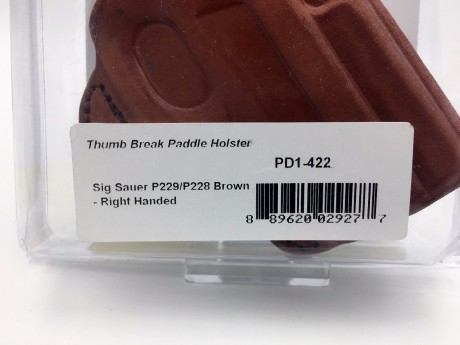 Thumb Break Paddle Holster
PD1-422
Sig Sauer P229/P228 Brown
- Right Handed
8 89620 02927 7